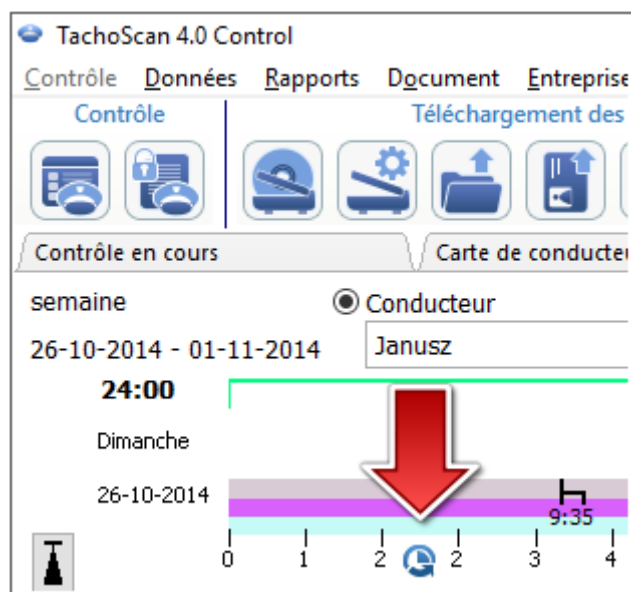 TachoScan 4.0 Control
Contrôle Données Rapports Document Entreprise
Contrôle Téléchargement des
Contrôle en cours Carte de conducteu
semaine Conducteur
26-10-2014 - 01-11-2014 Janusz
24:00
Dimanche
26-10-2014
9:35
0 1 2 2 3 4